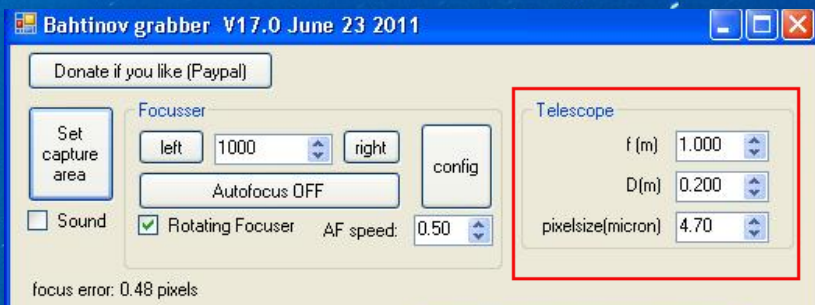 Bahtinov grabber V17.0 June 23 2011
Donate if you like (Paypal)
Set
capture
area
Sound
Focusser
left 1000 right
Autofocus OFF
config
Rotating Focuser AF speed: 0.50
Telescope
f (m) 1.000
D(m) 0.200
pixelsize(micron) 4.70
focus error: 0.48 pixels